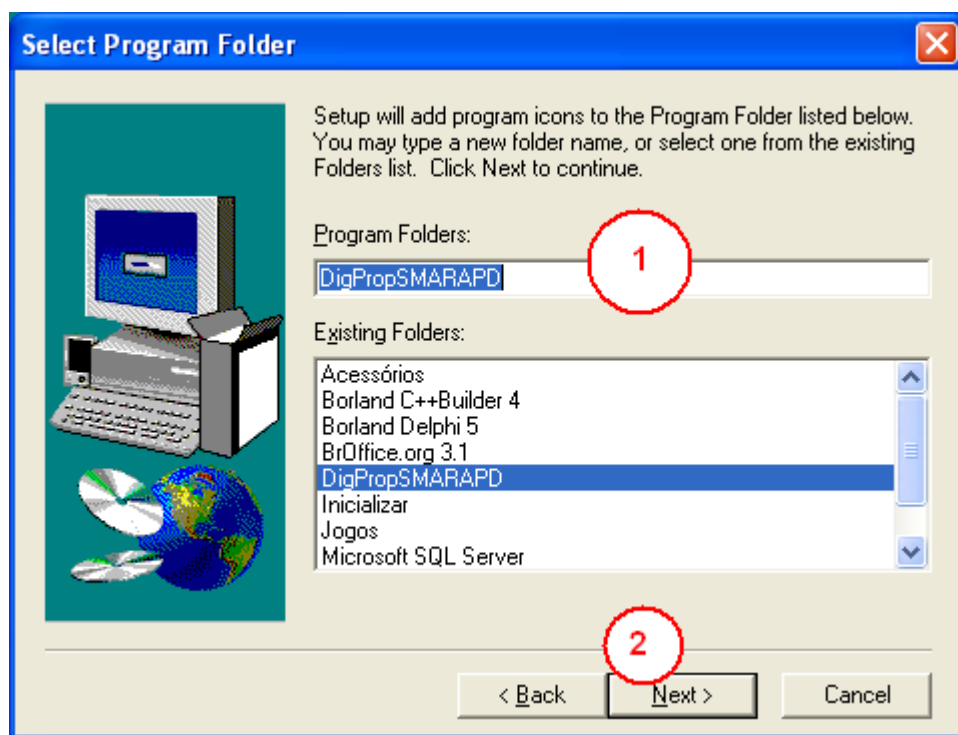 Select Program Folder
Setup will add program icons to the Program Folder listed below.
You may type a new folder name, or select one from the existing
Folders list. Click Next to continue.
Program Folders:
1
DigPropSMARAPD
Existing Folders:
Acessórios
Borland C++Builder 4
Borland Delphi 5
BrOffice.org 3.1
DigPropSMARAPD
Inicializar
Jogos
Microsoft SQL Server
2
< Back
Next >
Cancel